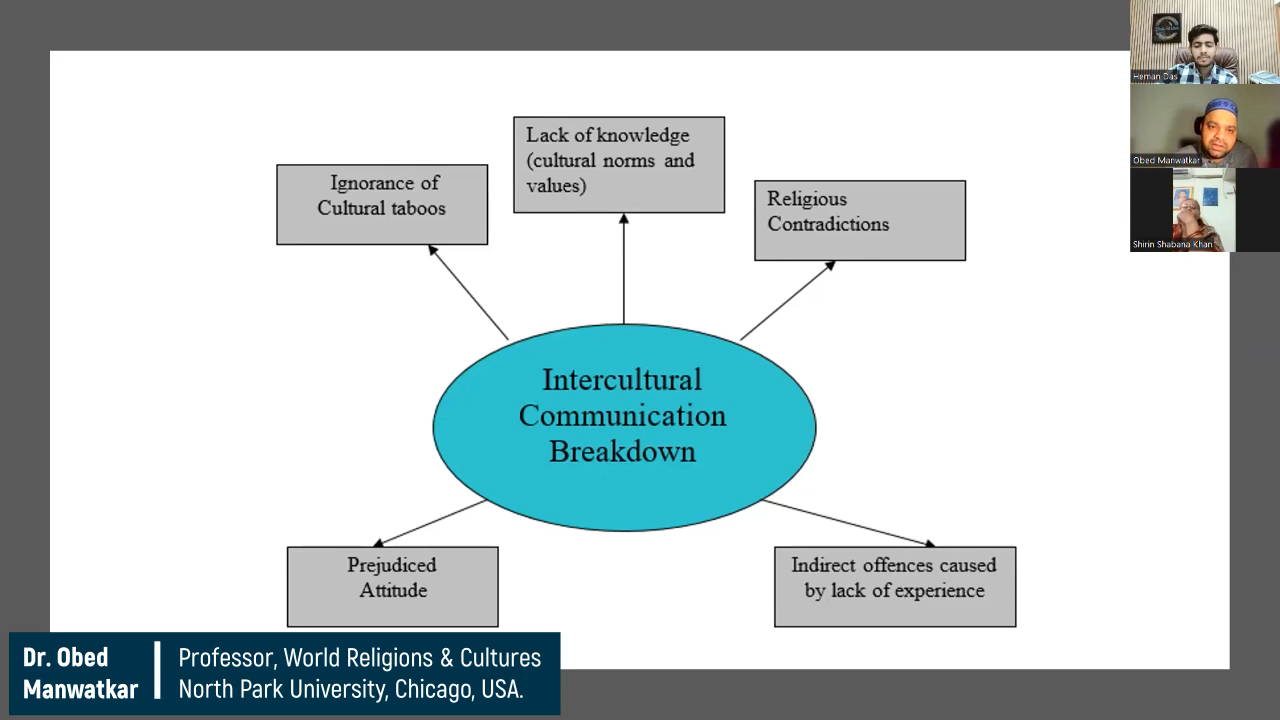 Ignorance of
Cultural taboos
Lack of knowledge
(cultural norms and
values)
Religious
Contradictions
Intercultural
Communication
Breakdown
Prejudiced
Attitude
Indirect offences caused
by lack of experience
Heman Das
Obed Manwatkar
Shirin Shabana Khan
Dr. Obed
Manwatkar
Professor, World Religions & Cultures
North Park University, Chicago, USA.